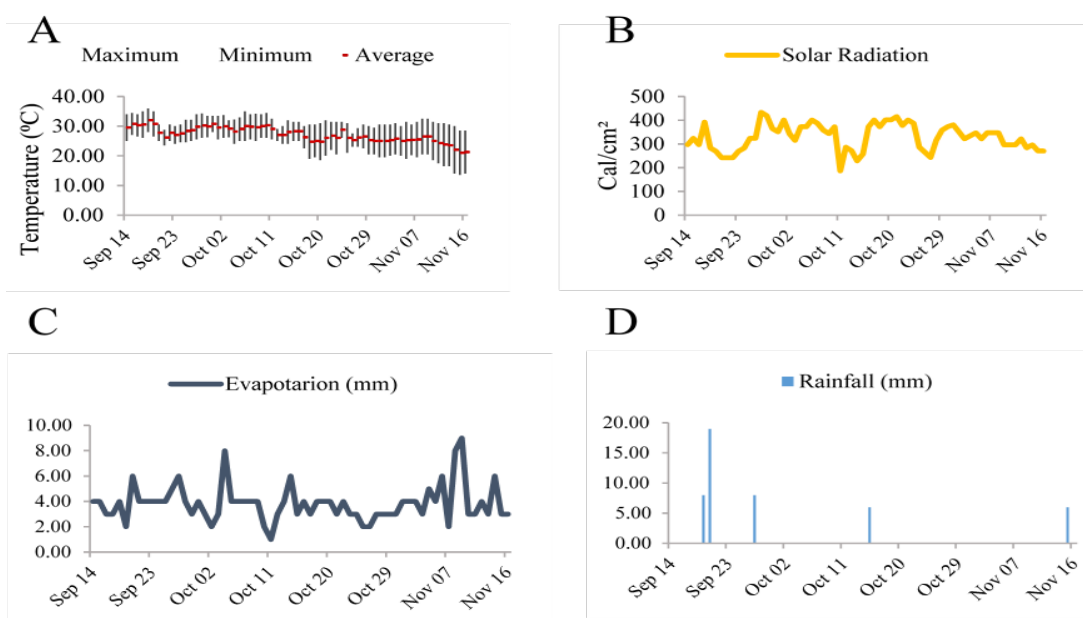 A
Maximum Minimum Average
Temperature (⁰C)
40.00
30.00
20.00
10.00
0.00
Sep 14 Sep 23 Oct 02 Oct 11 Oct 20 Oct 29 Nov 07 Nov 16
B
Solar Radiation
Cal/cm²
500
400
300
200
100
0
Sep 14 Sep 23 Oct 02 Oct 11 Oct 20 Oct 29 Nov 07 Nov 16
C
Evapotarion (mm)
10.00
8.00
6.00
4.00
2.00
0.00
Sep 14 Sep 23 Oct 02 Oct 11 Oct 20 Oct 29 Nov 07 Nov 16
D
Rainfall (mm)
20.00
15.00
10.00
5.00
0.00
Sep 14 Sep 23 Oct 02 Oct 11 Oct 20 Oct 29 Nov 07 Nov 16